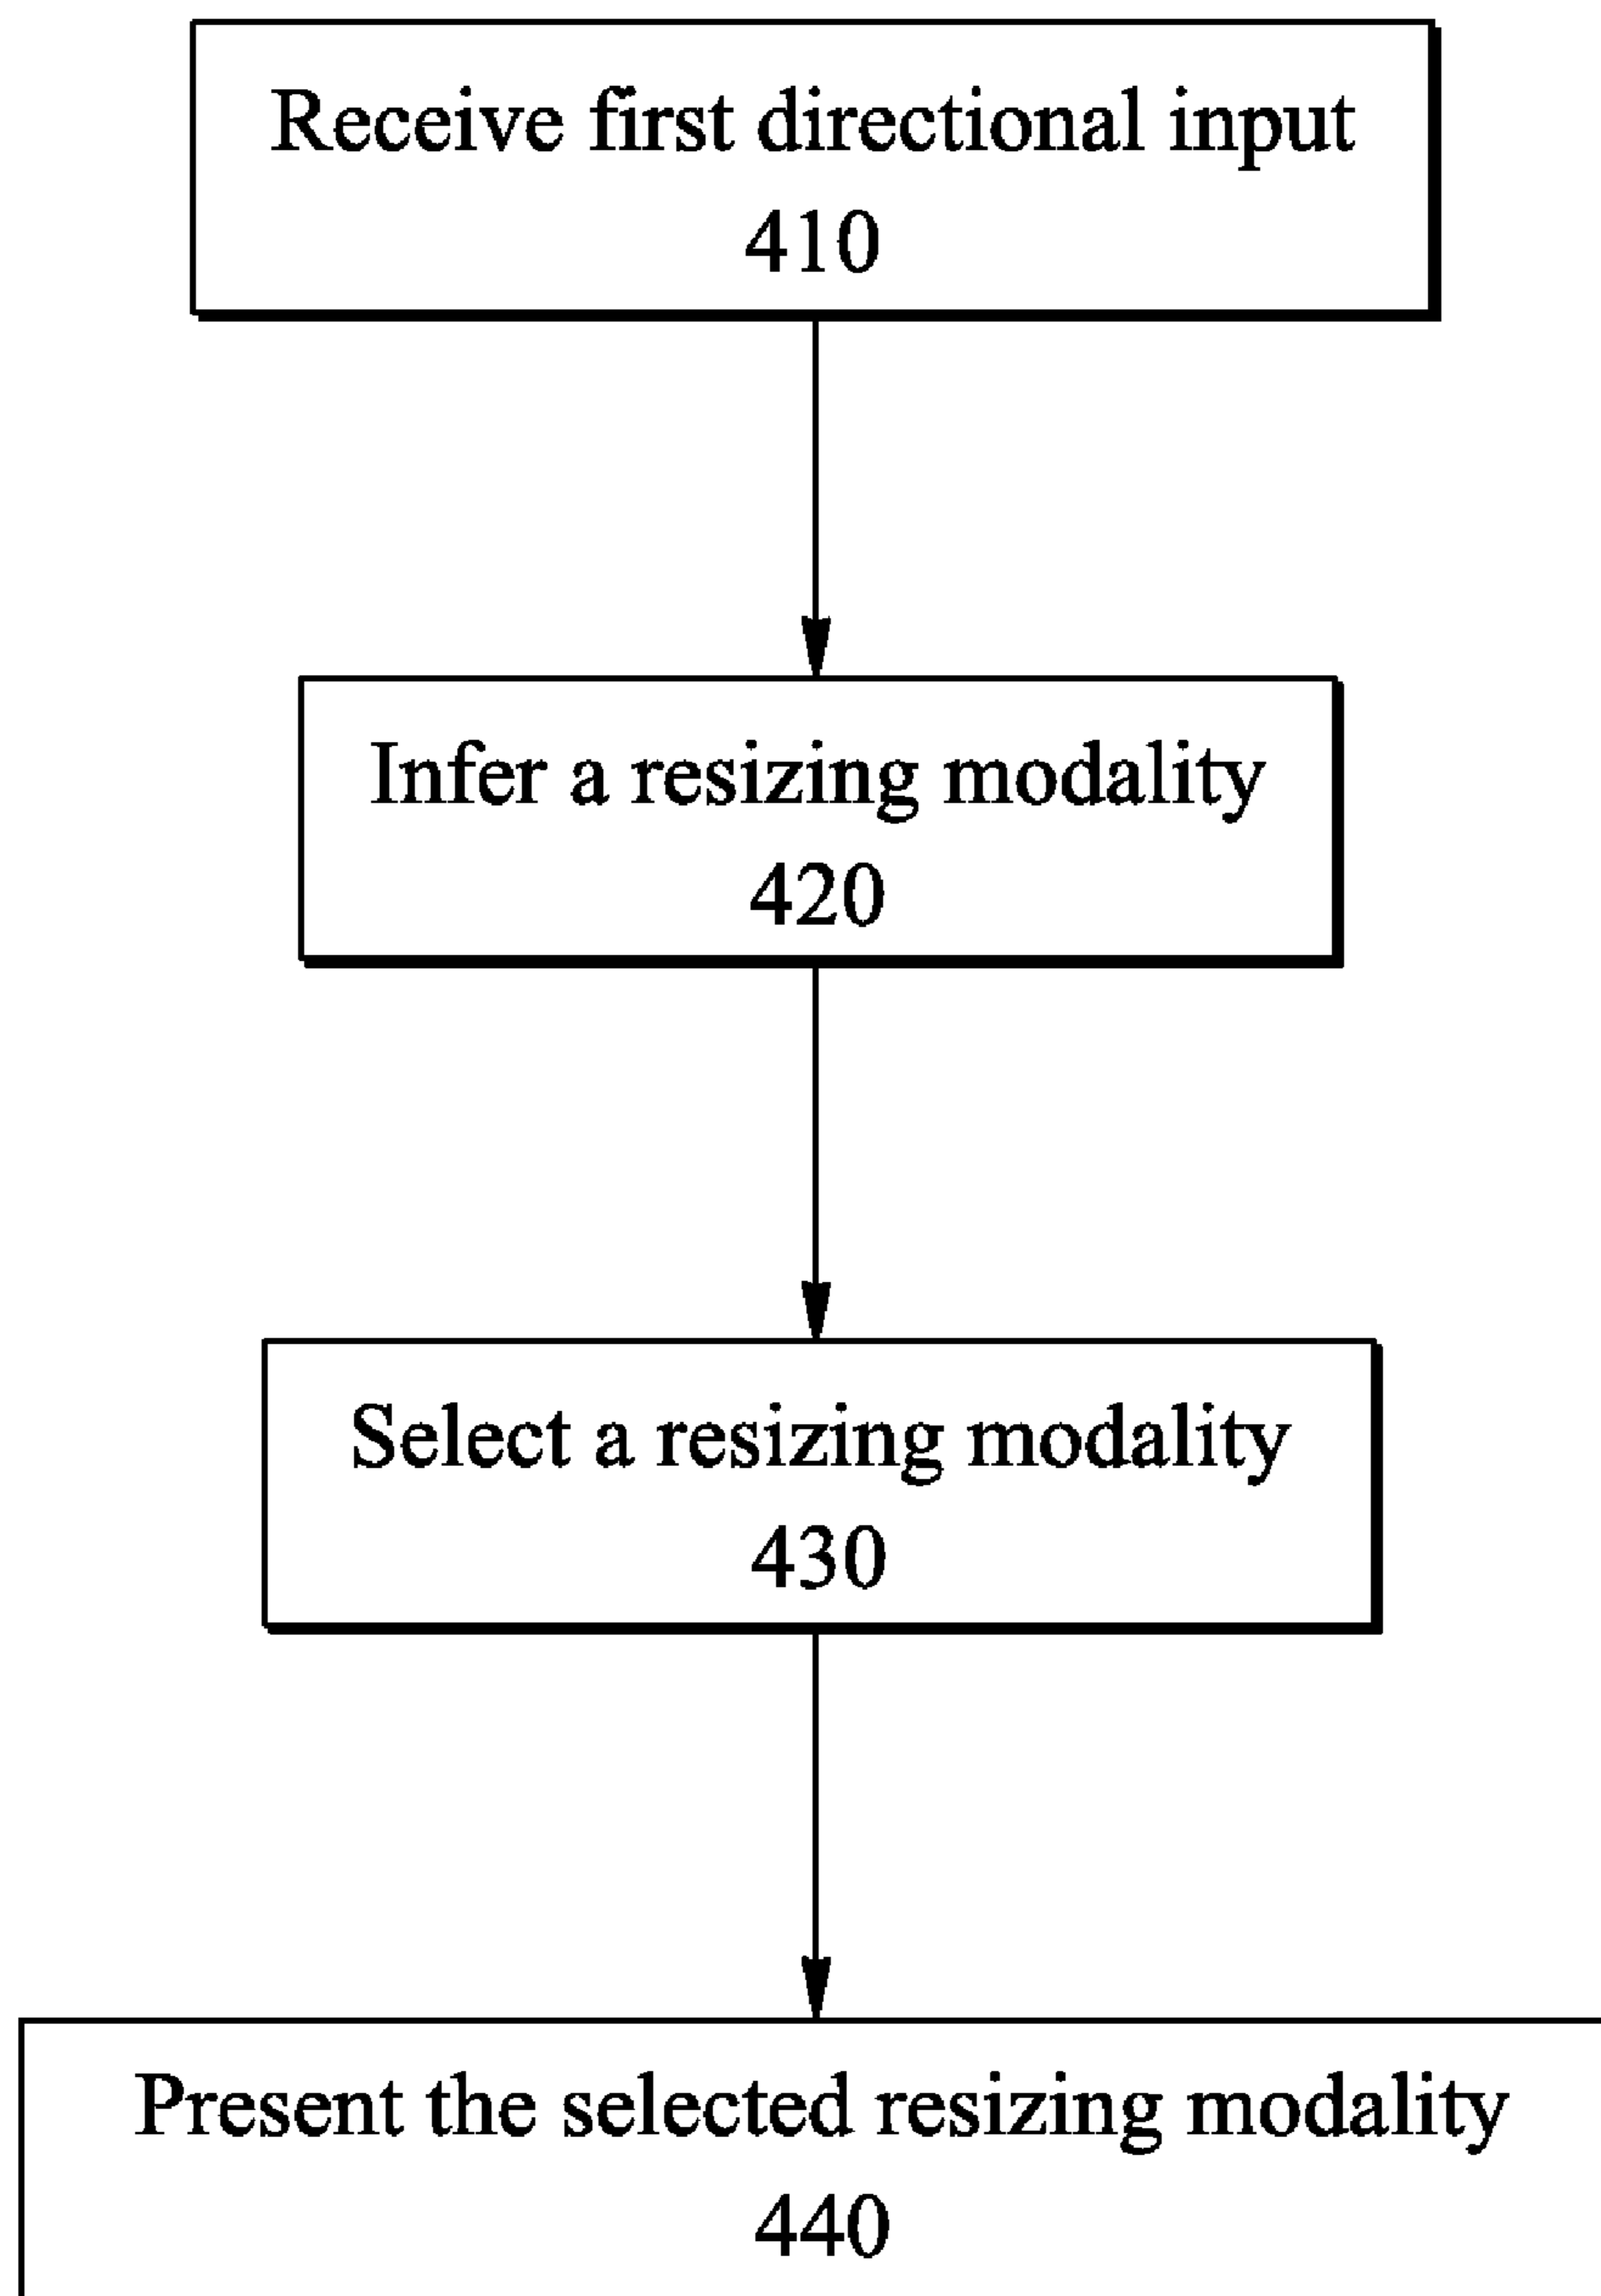 Receive first directional input
410
Infer a resizing modality
420
Select a resizing modality
430
Present the selected resizing modality
440